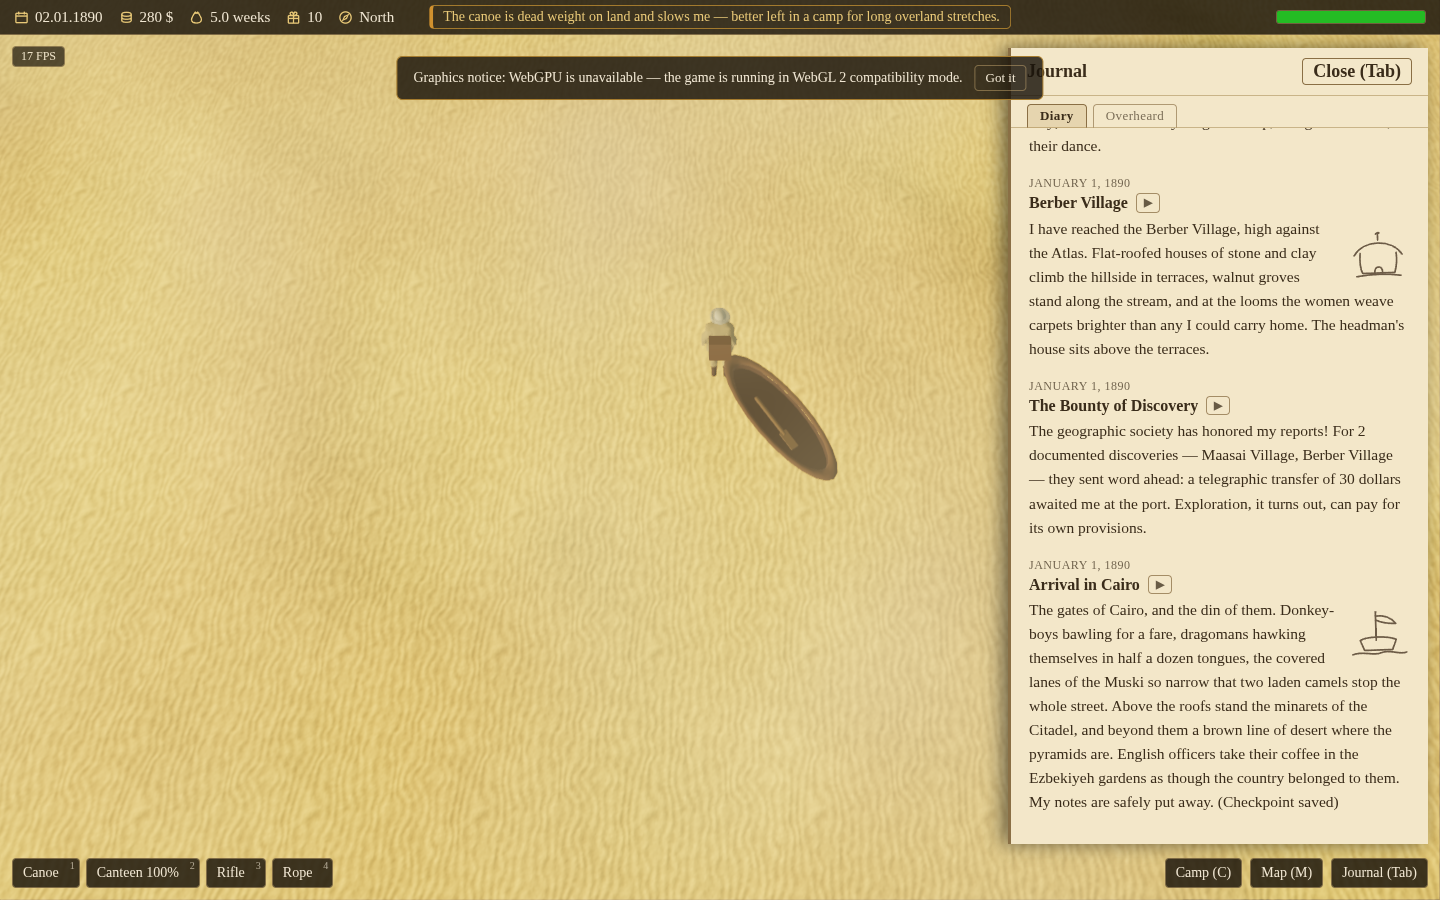 02.01.1890 280 $ 5.0 weeks 10 North
The canoe is dead weight on land and slows me — better left in a camp for long overland stretches.
17 FPS
Graphics notice: WebGPU is unavailable — the game is running in WebGL 2 compatibility mode. Got it
Journal Close (Tab)
Diary Overheard
their dance.
JANUARY 1, 1890
Berber Village
I have reached the Berber Village, high against
the Atlas. Flat-roofed houses of stone and clay
climb the hillside in terraces, walnut groves
stand along the stream, and at the looms the women weave
carpets brighter than any I could carry home. The headman's
house sits above the terraces.
JANUARY 1, 1890
The Bounty of Discovery
The geographic society has honored my reports! For 2
documented discoveries — Maasai Village, Berber Village
— they sent word ahead: a telegraphic transfer of 30 dollars
awaited me at the port. Exploration, it turns out, can pay for
its own provisions.
JANUARY 1, 1890
Arrival in Cairo
The gates of Cairo, and the din of them. Donkey-
boys bawling for a fare, dragomans hawking
themselves in half a dozen tongues, the covered
lanes of the Muski so narrow that two laden camels stop the
whole street. Above the roofs stand the minarets of the
Citadel, and beyond them a brown line of desert where the
pyramids are. English officers take their coffee in the
Ezbekiyeh gardens as though the country belonged to them.
My notes are safely put away. (Checkpoint saved)
Canoe 1 Canteen 100% 2 Rifle 3 Rope 4
Camp (C) Map (M) Journal (Tab)